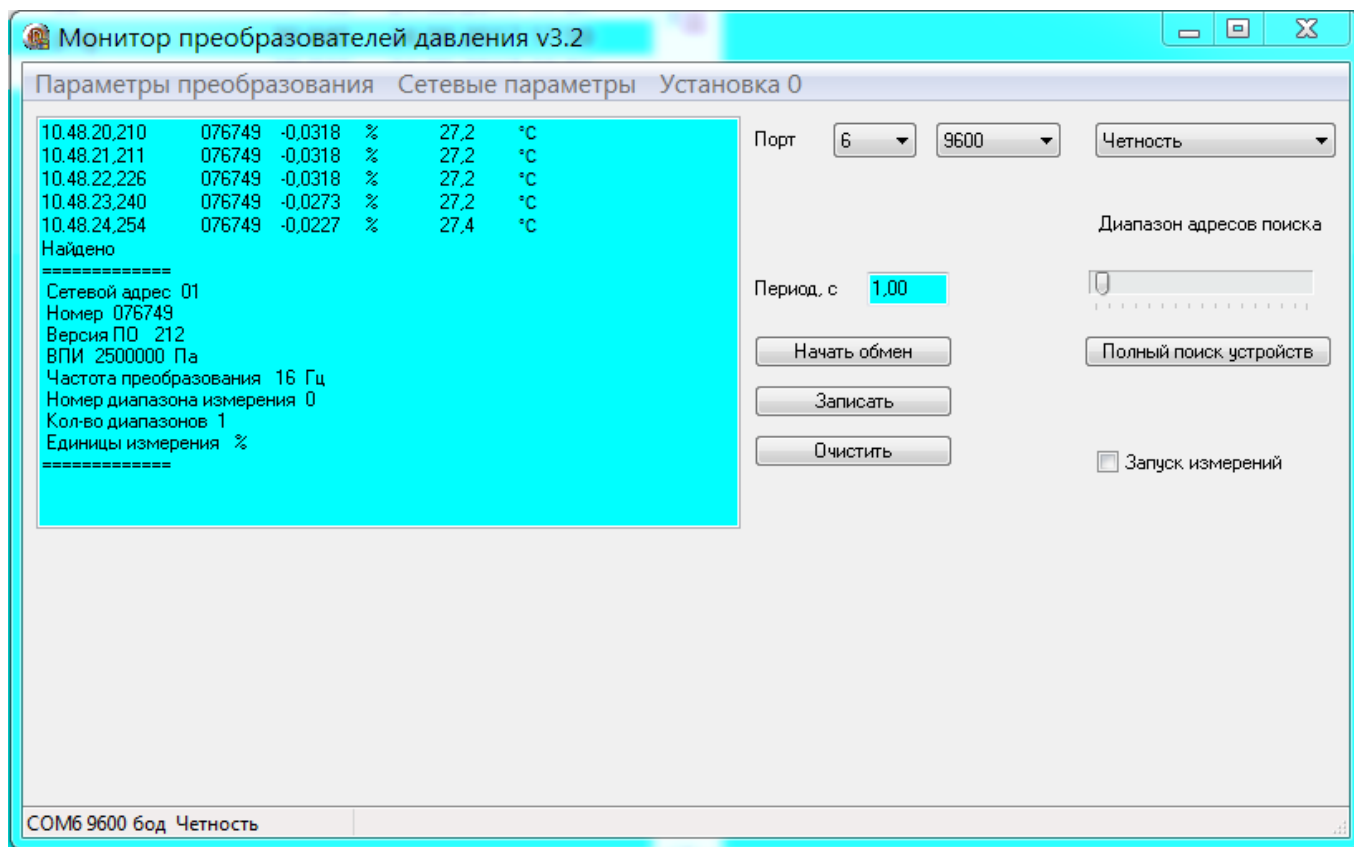 Монитор преобразователей давления v3.2
Параметры преобразования Сетевые параметры Установка 0
10.48.20,210 076749 -0,0318 % 27,2 °C
10.48.21,211 076749 -0,0318 % 27,2 °C
10.48.22,226 076749 -0,0318 % 27,2 °C
10.48.23,240 076749 -0,0273 % 27,2 °C
10.48.24,254 076749 -0,0227 % 27,4 °C
Найдено
=============
Сетевой адрес 01
Номер 076749
Версия ПО 212
ВПИ 2500000 Па
Частота преобразования 16 Гц
Номер диапазона измерения 0
Кол-во диапазонов 1
Единицы измерения %
=============
Порт 6 9600 Четность
Диапазон адресов поиска
Период, с 1,00
Начать обмен Полный поиск устройств
Записать
Очистить
Запуск измерений
COM6 9600 бод Четность